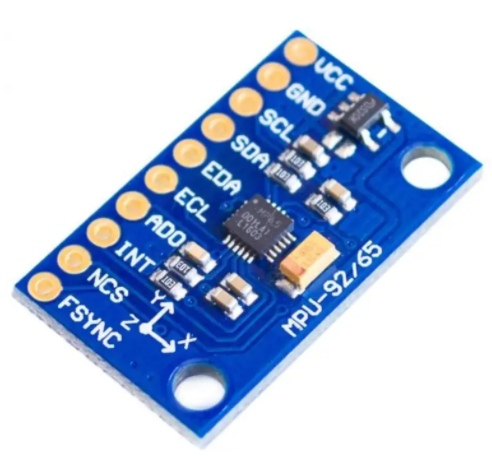 VCC
GND
SCL
SDA
EDA
ECL
ADO
INT
NCS
FSYNC
Y
Z
X
MPU-92/65